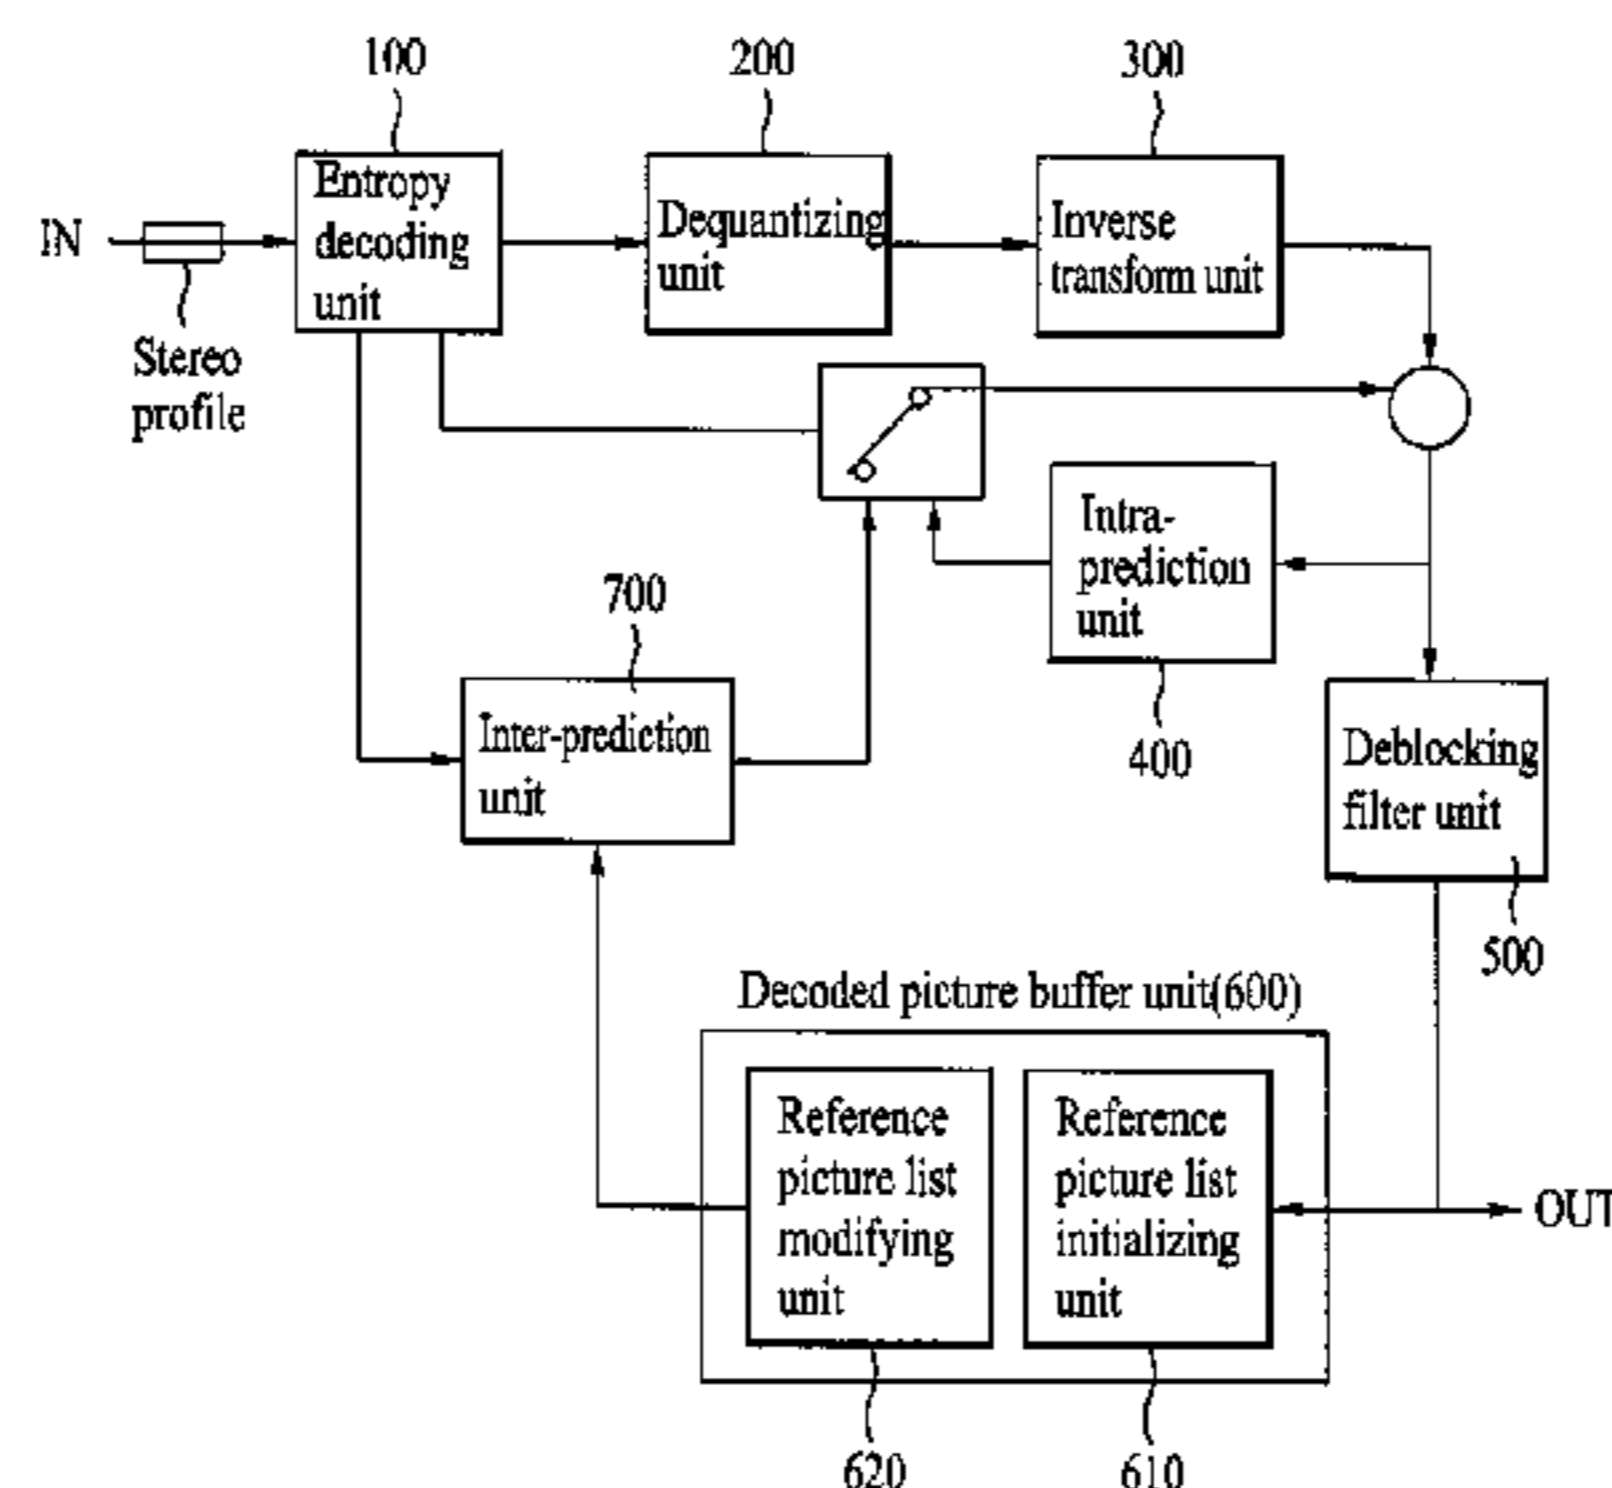 100
200
300
IN
Entropy
decoding
unit
Dequantizing
unit
Inverse
transform unit
Stereo
profile
Intra-
prediction
unit
400
700
Inter-prediction
unit
Deblocking
filter unit
500
Decoded picture buffer unit(600)
Reference
picture list
modifying
unit
Reference
picture list
initializing
unit
OUT
620
610